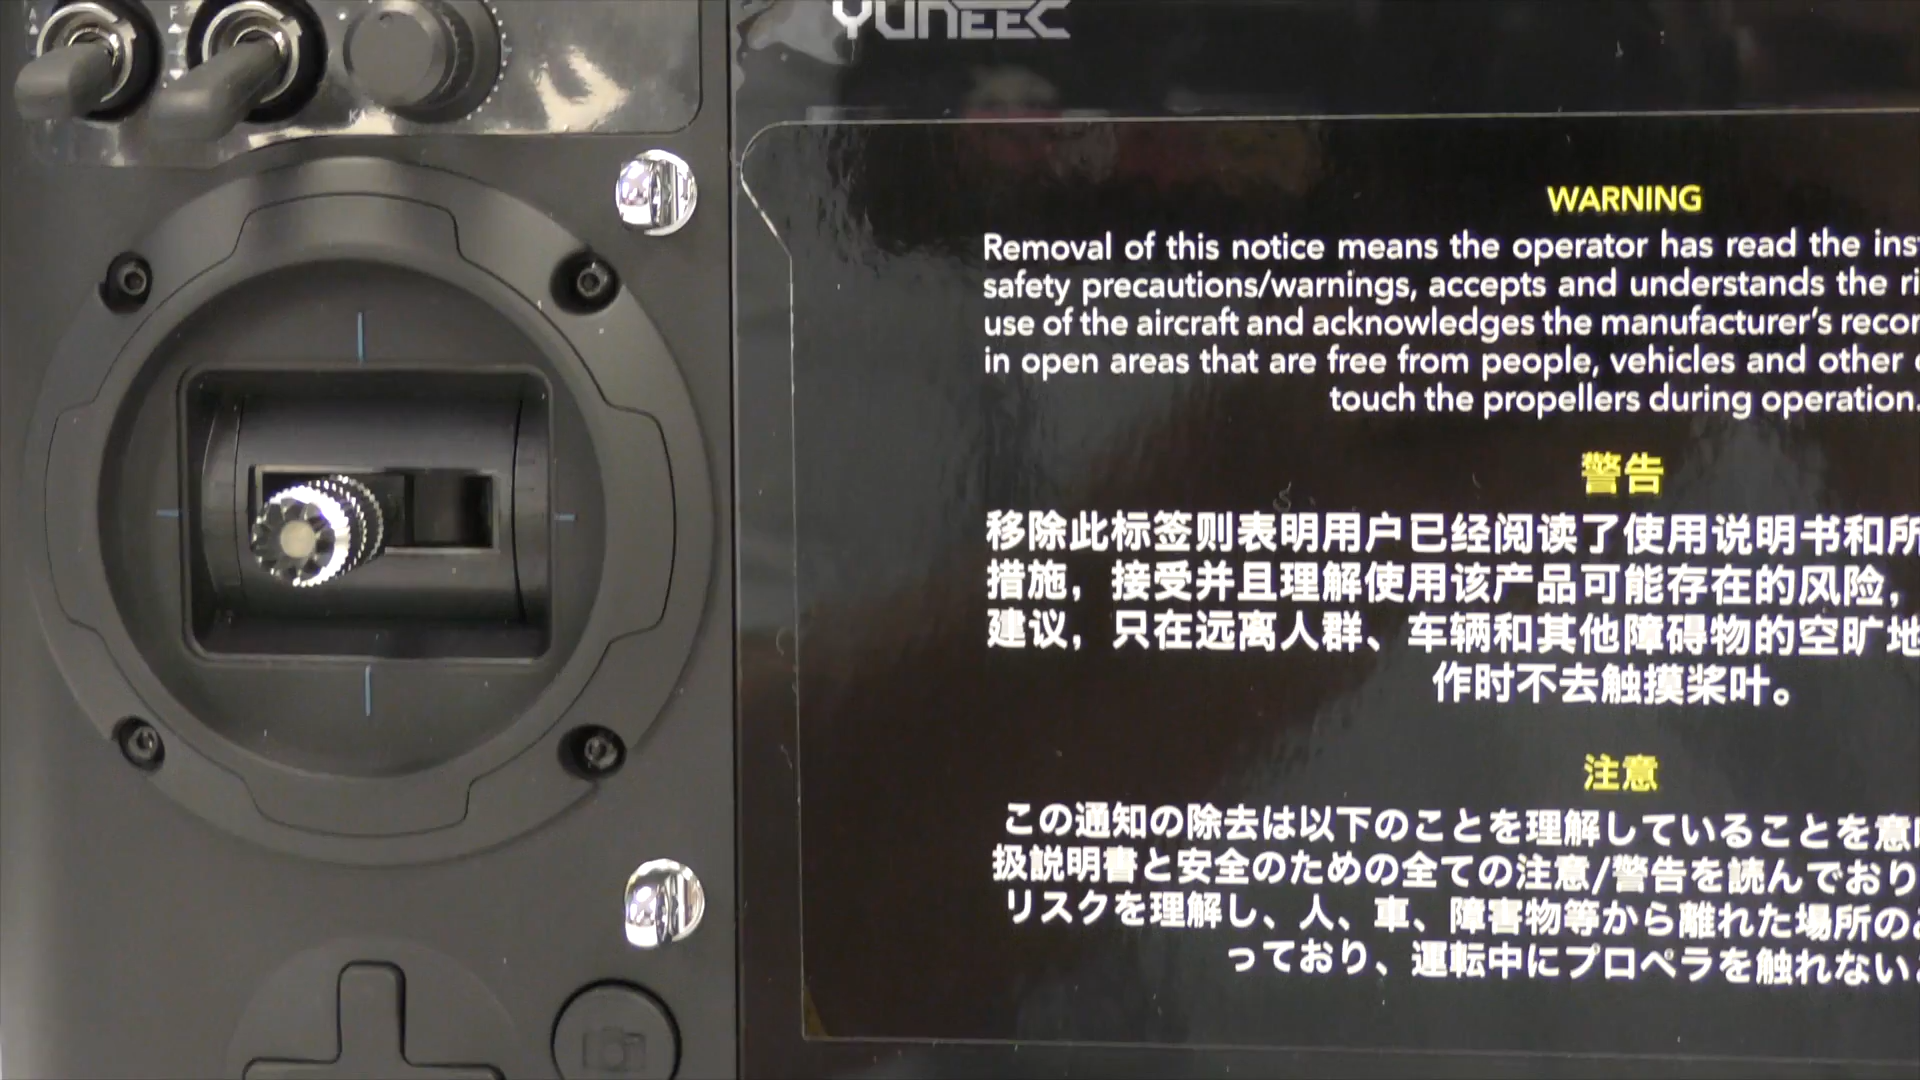 YUNEEC
WARNING
Removal of this notice means the operator has read the
safety precautions/warnings, accepts and understands the
use of the aircraft and acknowledges the manufacturer's
in open areas that are free from people, vehicles and other
touch the propellers during operation.
警告
移除此标签则表明用户已经阅读了使用说明书和所
措施，接受并且理解使用该产品可能存在的风险，
建议，只在远离人群、车辆和其他障碍物的空旷地
作时不去触摸桨叶。
注意
この通知の除去は以下のことを理解していることを意
扱説明書と安全のための全ての注意/警告を読んでおり
リスクを理解し、人、車、障害物等から離れた場所の
っており、運転中にプロペラを触れない